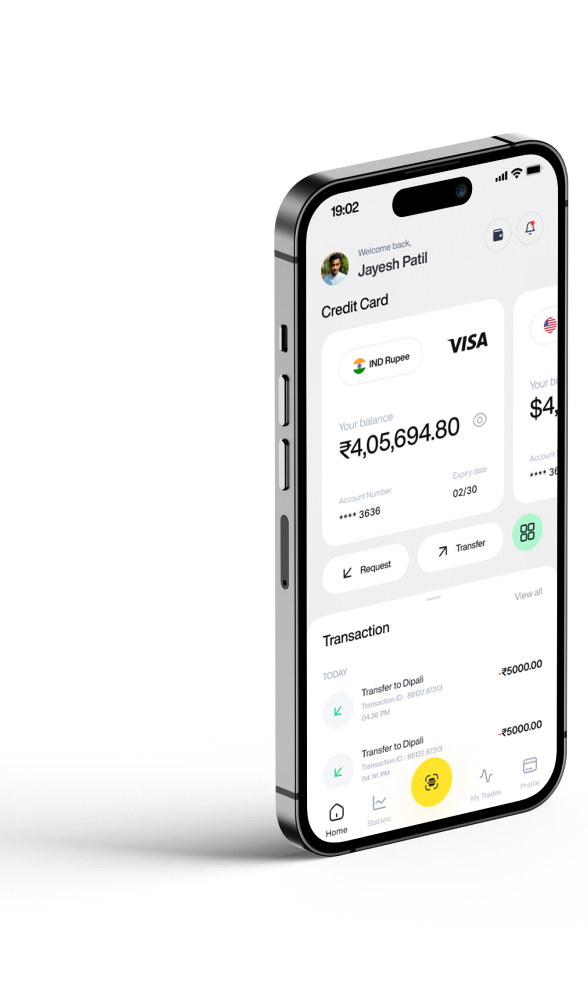 19:02
Welcome back,
Jayesh Patil
Credit Card
IND Rupee
VISA
Your balance
₹4,05,694.80
Account Number
**** 3636
Expiry date
02/30
$4,
**** 36
Request
Transfer
Transaction
View all
TODAY
Transfer to Dipali
Transaction ID : 88122 87313
04.36 PM
-₹5000.00
Transfer to Dipali
Transaction ID : 88122 87313
04.36 PM
-₹5000.00
Home
Statistic
My Trades
Profile